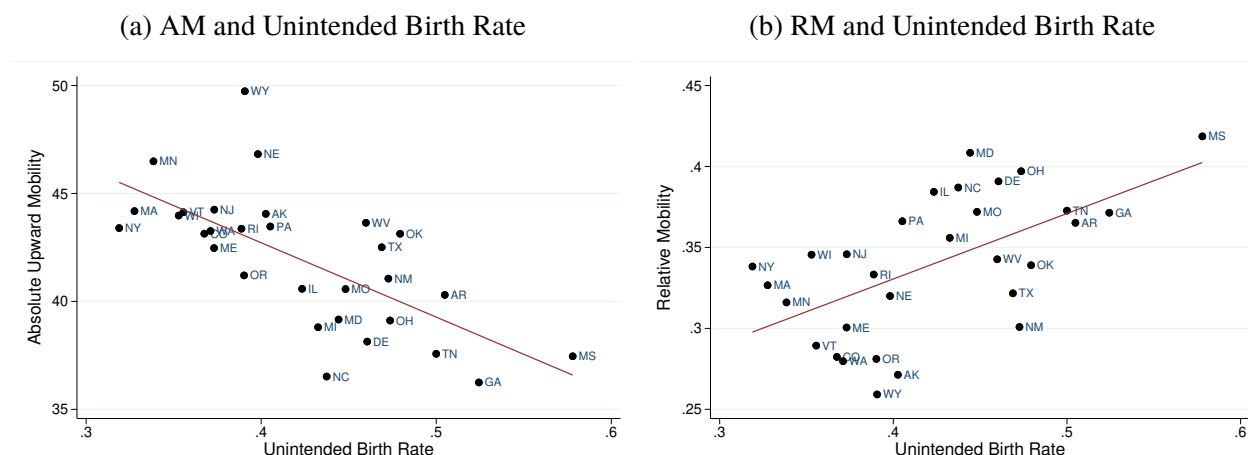 (a) AM and Unintended Birth Rate
50
45
40
35
Absolute Upward Mobility
WY
NE
MN
MA
VT
WI
NJ
AK
NY
WA
CO
RI
PA
WV
ME
OK
TX
OR
NM
IL
MO
AR
MD
MI
OH
DE
TN
MS
NC
GA
.3
.4
.5
.6
Unintended Birth Rate
(b) RM and Unintended Birth Rate
.45
.4
.35
.3
.25
Relative Mobility
MS
MD
OH
DE
NC
IL
MO
TN
GA
PA
AR
MI
WI
NJ
WV
NY
OK
RI
MA
TX
NE
MN
ME
NM
VT
CO
WA
OR
AK
WY
.3
.4
.5
.6
Unintended Birth Rate